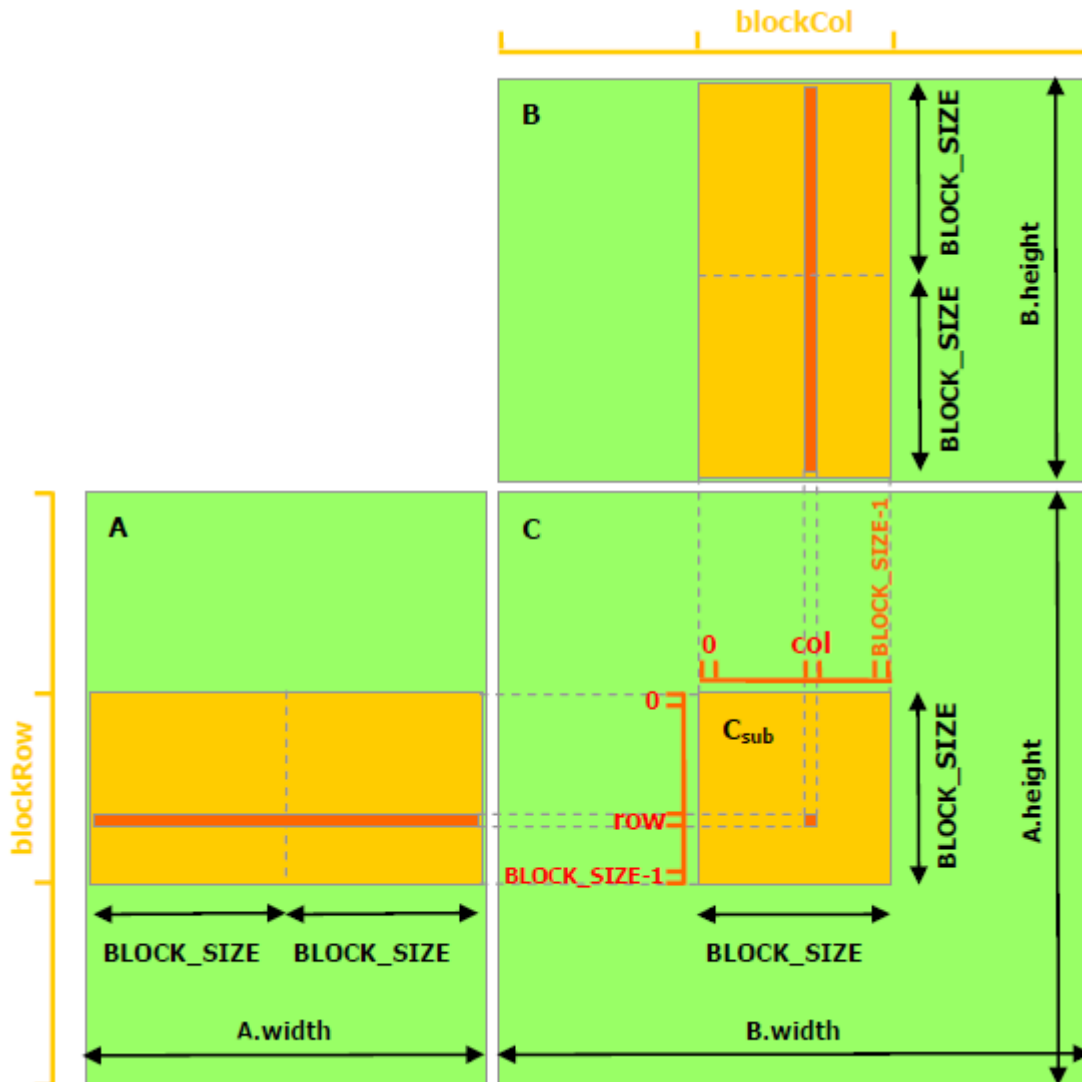 blockCol
B
BLOCK_SIZE
BLOCK_SIZE
B.height
A
C
BLOCK_SIZE-1
0
col
blockRow
0
C_sub
row
BLOCK_SIZE-1
BLOCK_SIZE
A.height
BLOCK_SIZE
BLOCK_SIZE
BLOCK_SIZE
A.width
B.width